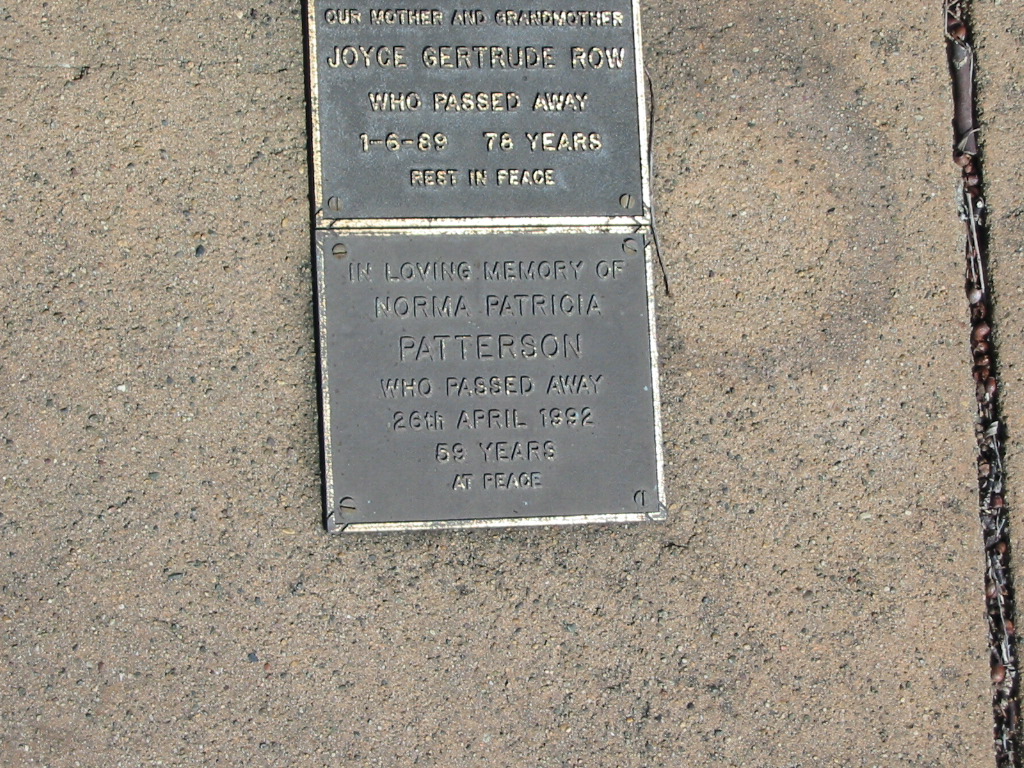 OUR MOTHER AND GRANDMOTHER
JOYCE GERTRUDE ROW
WHO PASSED AWAY
1-6-89 78 YEARS
REST IN PEACE
IN LOVING MEMORY OF
NORMA PATRICIA
PATTERSON
WHO PASSED AWAY
26th APRIL 1992
59 YEARS
AT PEACE